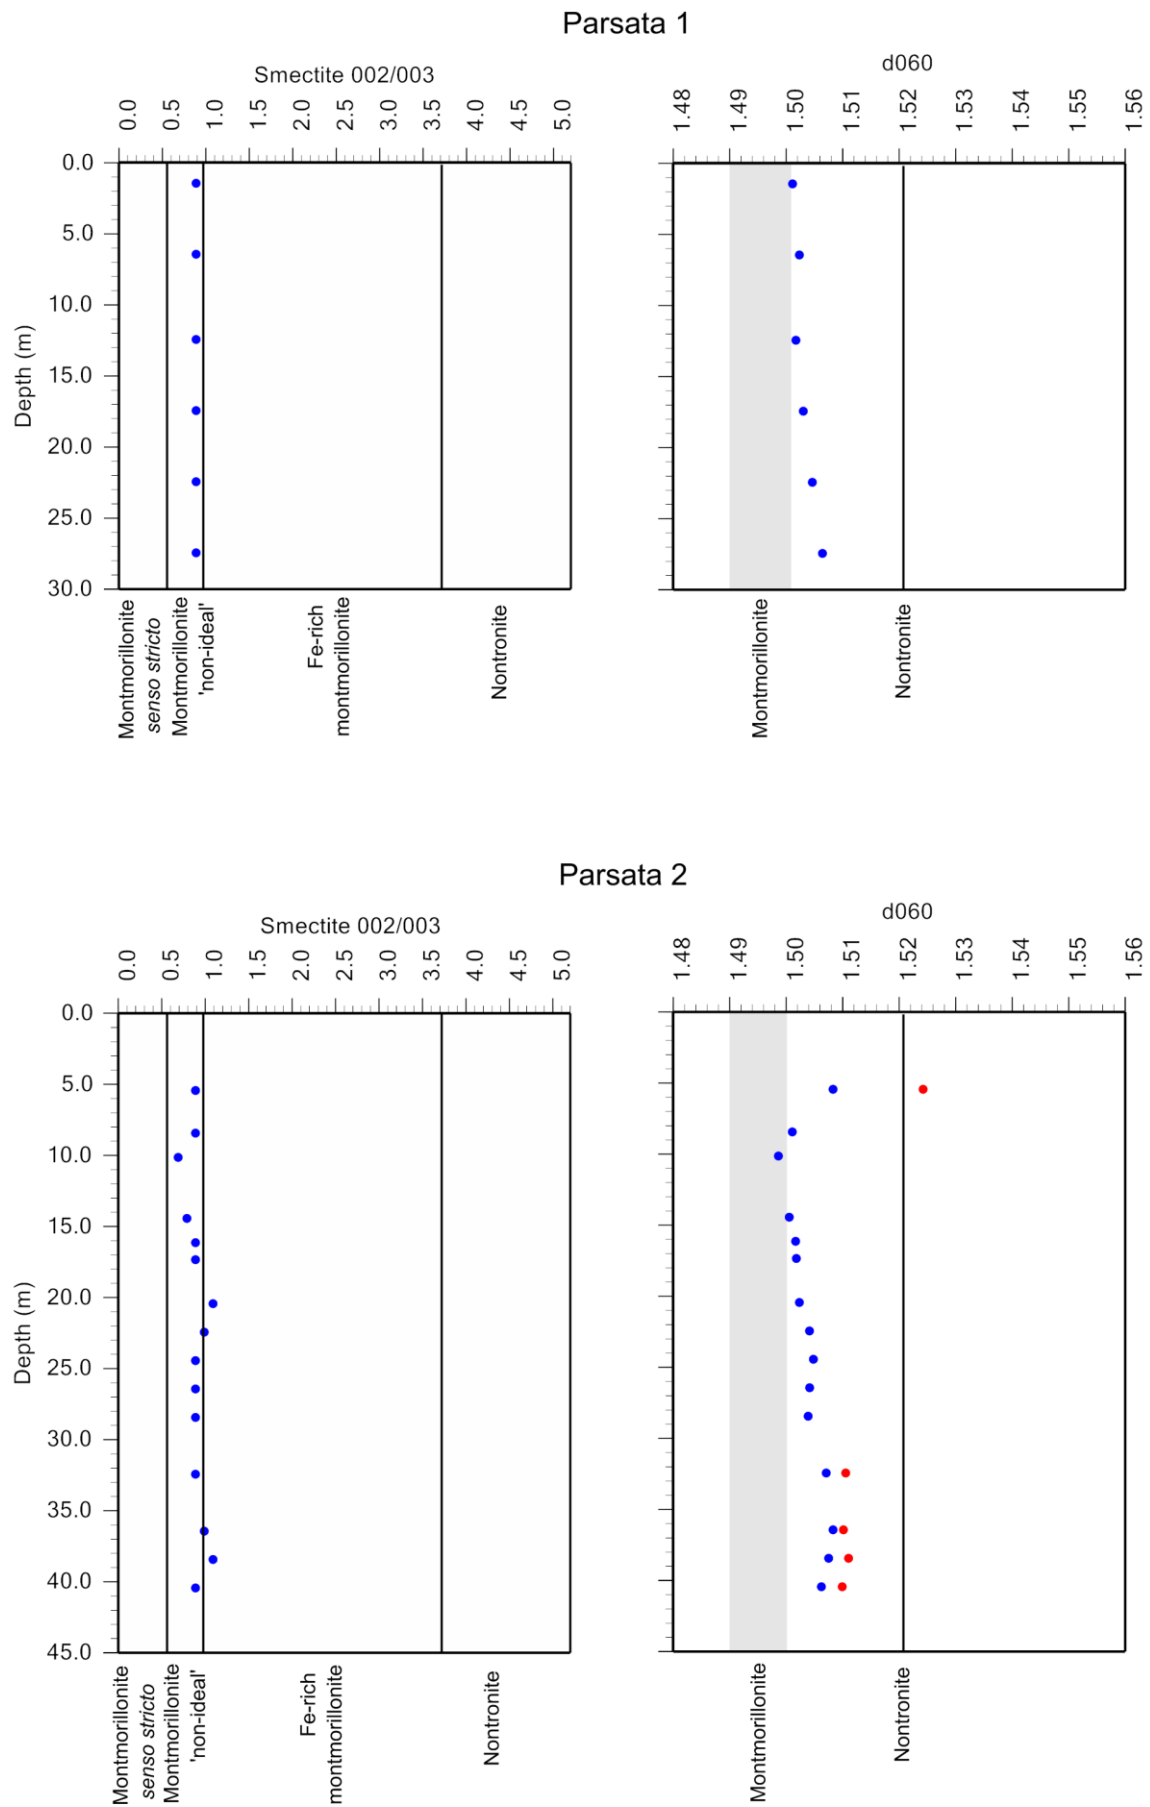 Parsata 1
Smectite 002/003
0.0 0.5 1.0 1.5 2.0 2.5 3.0 3.5 4.0 4.5 5.0
d060
1.48 1.49 1.50 1.51 1.52 1.53 1.54 1.55 1.56
Depth (m)
0.0
5.0
10.0
15.0
20.0
25.0
30.0
Montmorillonite
senso stricto
Montmorillonite
'non-ideal'
Fe-rich
montmorillonite
Nontronite
Montmorillonite
Nontronite
Parsata 2
Smectite 002/003
0.0 0.5 1.0 1.5 2.0 2.5 3.0 3.5 4.0 4.5 5.0
d060
1.48 1.49 1.50 1.51 1.52 1.53 1.54 1.55 1.56
Depth (m)
0.0
5.0
10.0
15.0
20.0
25.0
30.0
35.0
40.0
45.0
Montmorillonite
senso stricto
Montmorillonite
'non-ideal'
Fe-rich
montmorillonite
Nontronite
Montmorillonite
Nontronite